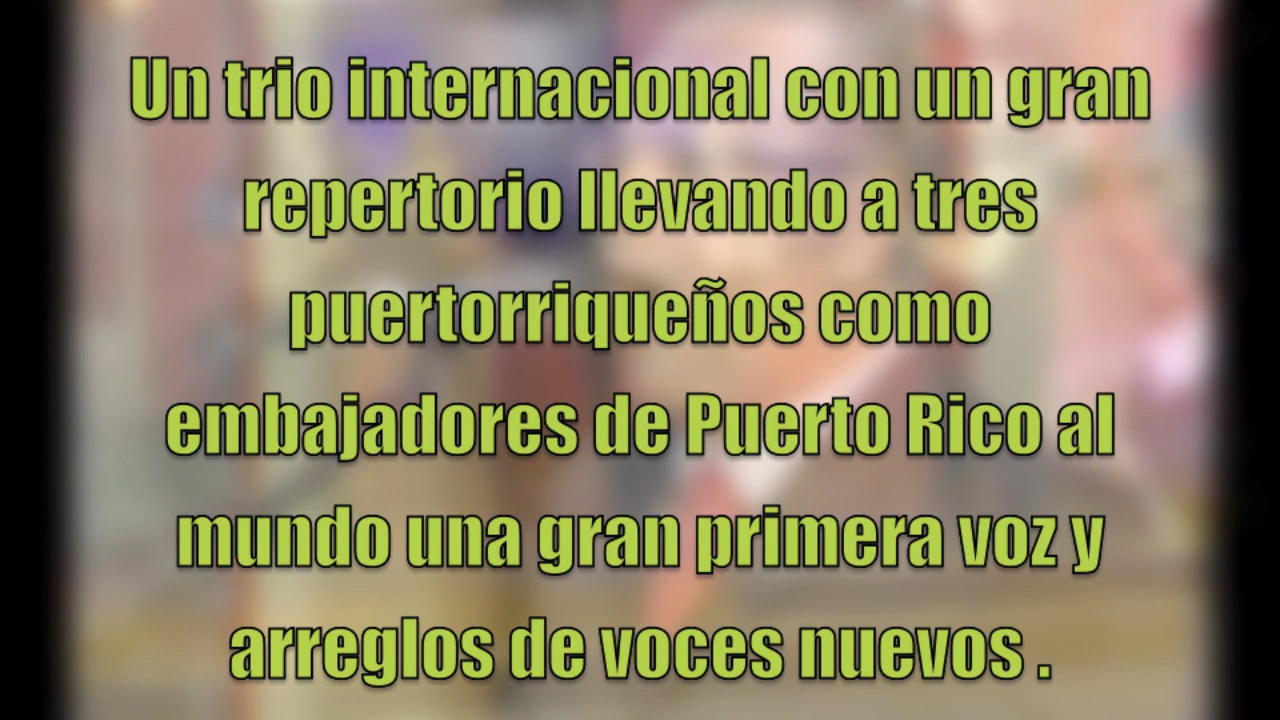 Un trio internacional con un gran
repertorio llevando a tres
puertorriqueños como
embajadores de Puerto Rico al
mundo una gran primera voz y
arreglos de voces nuevos .